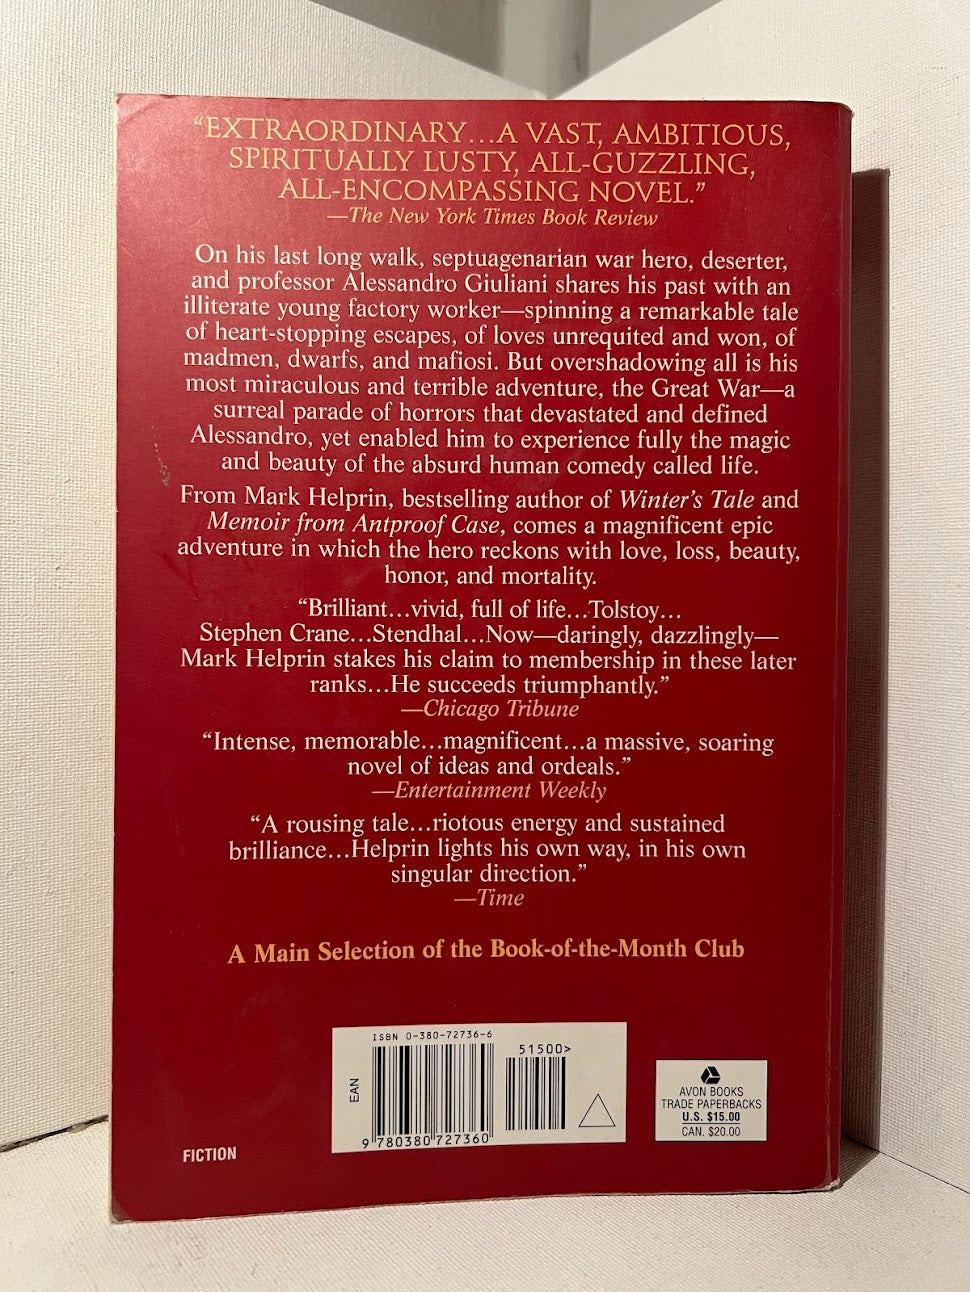 “EXTRAORDINARY...A VAST, AMBITIOUS,
SPIRITUALLY LUSTY, ALL-GUZZLING,
ALL-ENCOMPASSING NOVEL.”
—The New York Times Book Review
On his last long walk, septuagenarian war hero, deserter,
and professor Alessandro Giuliani shares his past with an
illiterate young factory worker—spinning a remarkable tale
of heart-stopping escapes, of loves unrequited and won, of
madmen, dwarfs, and mafiosi. But overshadowing all is his
most miraculous and terrible adventure, the Great War—a
surreal parade of horrors that devastated and defined
Alessandro, yet enabled him to experience fully the magic
and beauty of the absurd human comedy called life.
From Mark Helprin, bestselling author of Winter’s Tale and
Memoir from Antproof Case, comes a magnificent epic
adventure in which the hero reckons with love, loss, beauty,
honor, and mortality.
“Brilliant...vivid, full of life...Tolstoy...
Stephen Crane...Stendhal...Now—daringly, dazzlingly—
Mark Helprin stakes his claim to membership in these later
ranks...He succeeds triumphantly.”
—Chicago Tribune
“Intense, memorable...magnificent...a massive, soaring
novel of ideas and ordeals.”
—Entertainment Weekly
“A rousing tale...riotous energy and sustained
brilliance...Helprin lights his own way, in his own
singular direction.”
—Time
A Main Selection of the Book-of-the-Month Club
ISBN 0-380-72736-6
51500>
EAN
9 780380 727360
AVON BOOKS
TRADE PAPERBACKS
U.S. $15.00
CAN. $20.00
FICTION